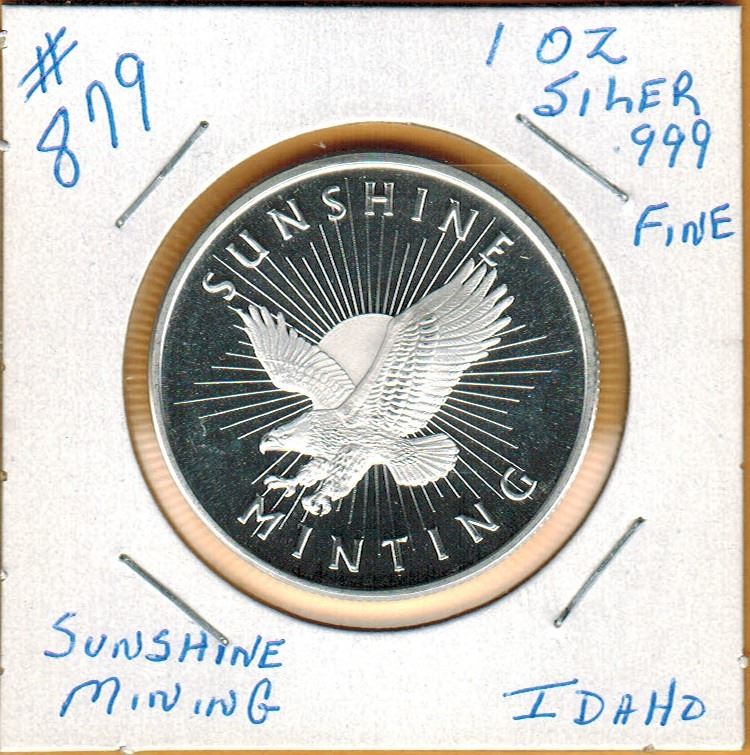 #
879
1 OZ
SILER
.999
FINE
SUNSHINE
MINTING
SUNSHINE
MINING
IDAHO